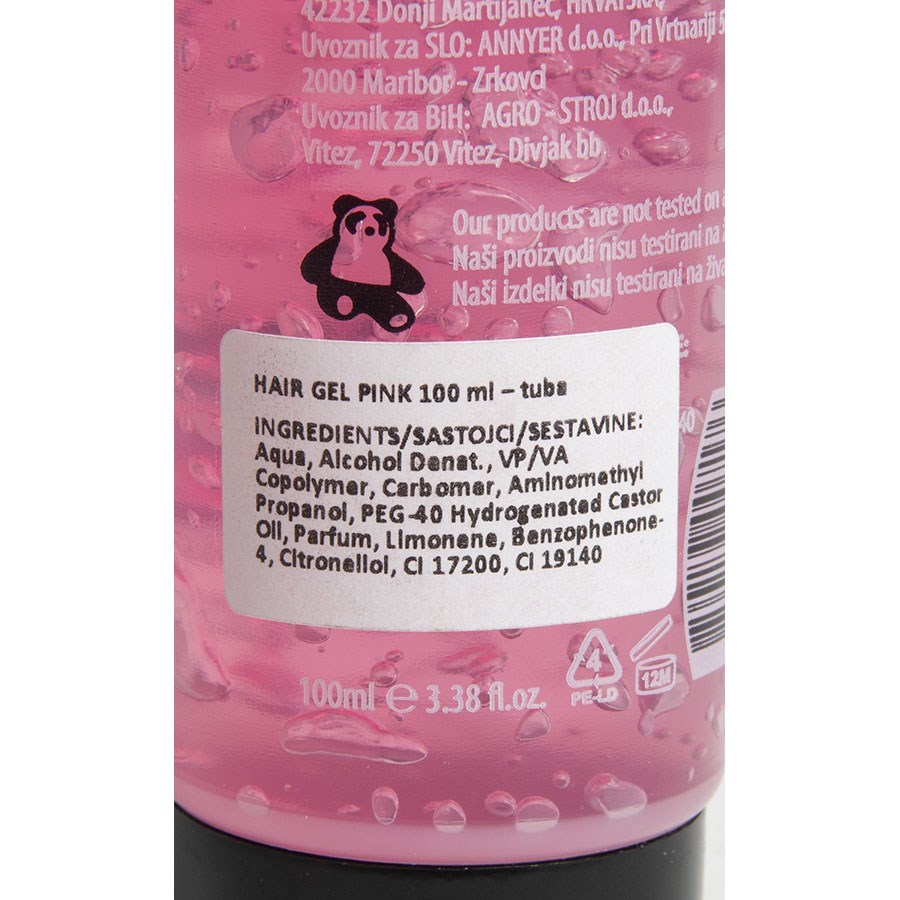 42232 Donji Martijanec, HRVATSKA,
Uvoznik za SLO: ANNYER d.o.o., Pri Vrtnariji 5
2000 Maribor - Zrkovci
Uvoznik za BiH: AGRO - STROJ d.o.o.,
Vitez, 72250 Vitez, Divjak bb
Our products are not tested on a
Naši proizvodi nisu testirani na ž
Naši izdelki nisu testirani na živa
HAIR GEL PINK 100 ml – tuba
INGREDIENTS/SASTOJCI/SESTAVINE:
Aqua, Alcohol Denat., VP/VA
Copolymer, Carbomer, Aminomethyl
Propanol, PEG-40 Hydrogenated Castor
Oil, Parfum, Limonene, Benzophenone-
4, Citronellol, CI 17200, CI 19140
40
4
PE-LD
12M
100ml ℮ 3.38 fl.oz.